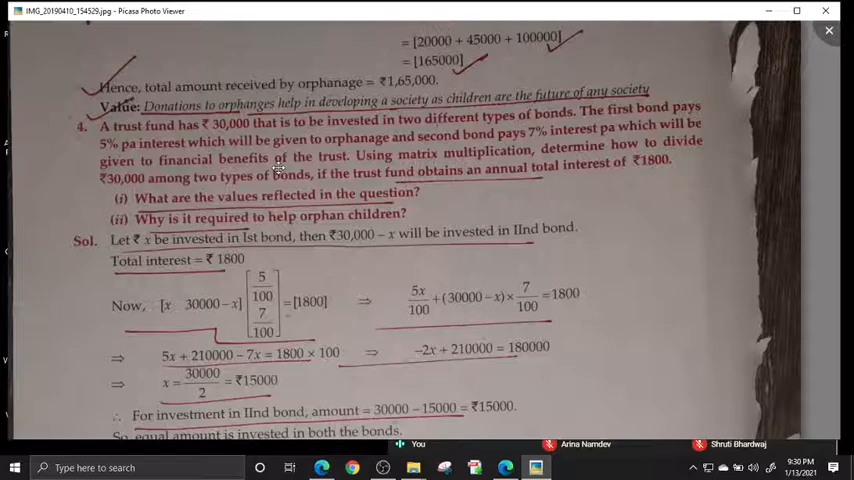 IMG_20190410_154529.jpg - Picasa Photo Viewer
= [20000 + 45000 + 100000]
= [165000]
Hence, total amount received by orphanage = ₹1,65,000.
Value: Donations to orphanges help in developing a society as children are the future of any society
4. A trust fund has ₹ 30,000 that is to be invested in two different types of bonds. The first bond pays
5% pa interest which will be given to orphanage and second bond pays 7% interest pa which will be
given to financial benefits of the trust. Using matrix multiplication, determine how to divide
₹30,000 among two types of bonds, if the trust fund obtains an annual total interest of ₹1800.
(i) What are the values reflected in the question?
(ii) Why is it required to help orphan children?
Sol. Let ₹ x be invested in Ist bond, then ₹30,000 – x will be invested in IInd bond.
Total interest = ₹ 1800
Now, [x 30000 – x] [5/100 7/100] = [1800] ⇒ 5x/100 + (30000 – x) × 7/100 = 1800
⇒ 5x + 210000 – 7x = 1800 × 100 ⇒ –2x + 210000 = 180000
⇒ x = 30000/2 = ₹15000
∴ For investment in IInd bond, amount = 30000 – 15000 = ₹15000.
So, equal amount is invested in both the bonds.
You
Arina Namdev
Shruti Bhardwaj
Type here to search
9:30 PM
1/13/2021